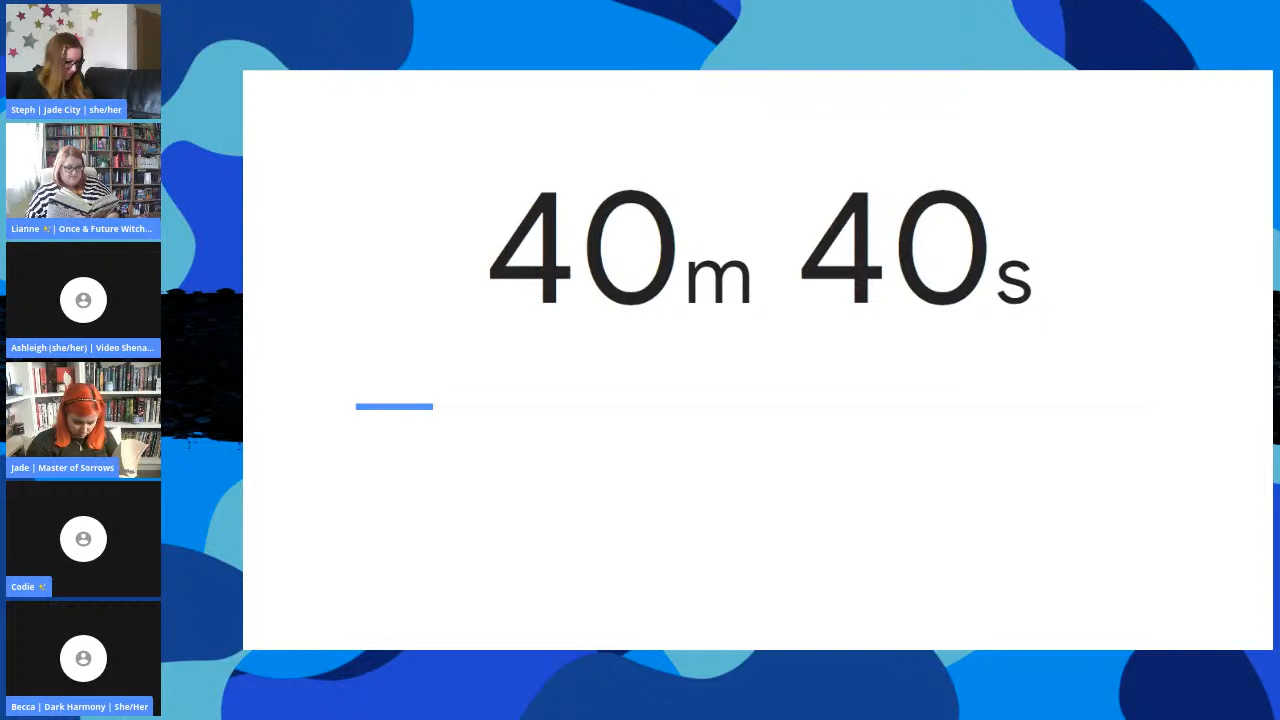 Steph | Jade City | she/her
Lianne ✨ | Once & Future Witch...
Ashleigh (she/her) | Video Shena...
Jade | Master of Sorrows
Codie ✨
Becca | Dark Harmony | She/Her
40m 40s